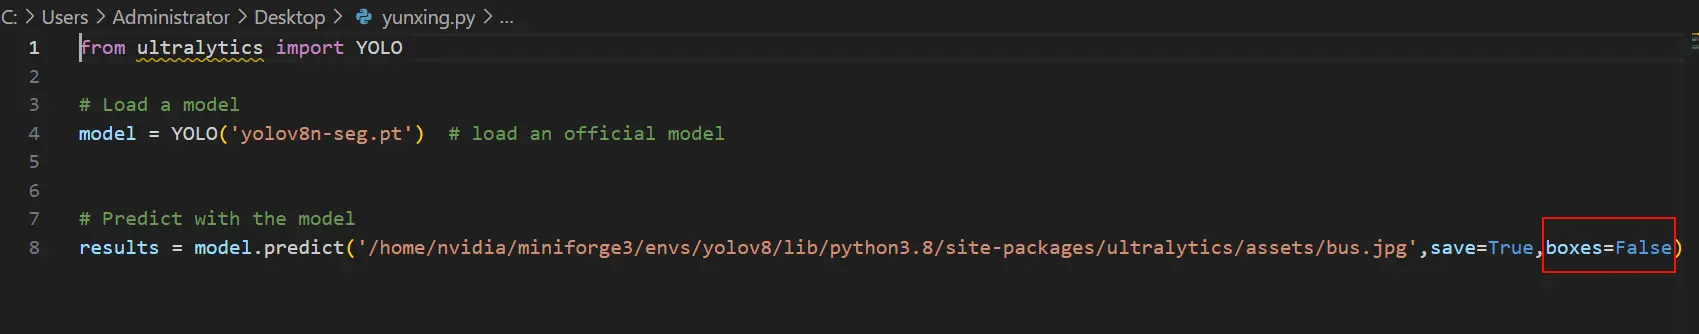 C: > Users > Administrator > Desktop > yunxing.py > ...
1 from ultralytics import YOLO
2
3 # Load a model
4 model = YOLO('yolov8n-seg.pt')  # load an official model
5
6
7 # Predict with the model
8 results = model.predict('/home/nvidia/miniforge3/envs/yolov8/lib/python3.8/site-packages/ultralytics/assets/bus.jpg',save=True,boxes=False)